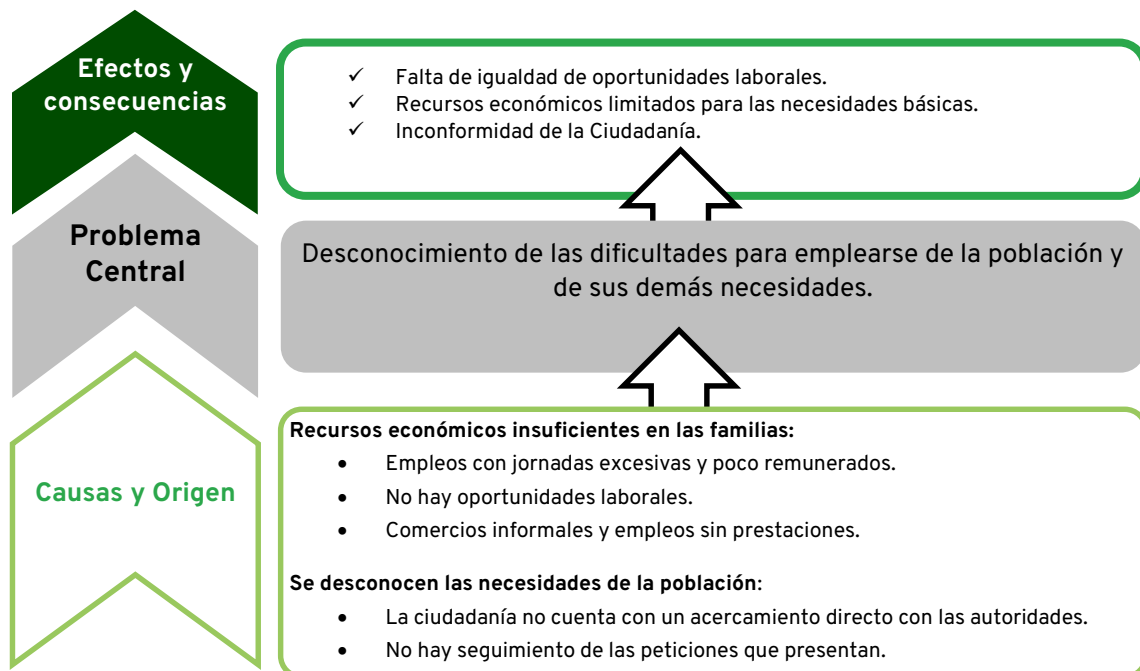 Efectos y
consecuencias
✓ Falta de igualdad de oportunidades laborales.
✓ Recursos económicos limitados para las necesidades básicas.
✓ Inconformidad de la Ciudadanía.
Problema
Central
Desconocimiento de las dificultades para emplearse de la población y
de sus demás necesidades.
Causas y Origen
Recursos económicos insuficientes en las familias:
• Empleos con jornadas excesivas y poco remunerados.
• No hay oportunidades laborales.
• Comercios informales y empleos sin prestaciones.
Se desconocen las necesidades de la población:
• La ciudadanía no cuenta con un acercamiento directo con las autoridades.
• No hay seguimiento de las peticiones que presentan.